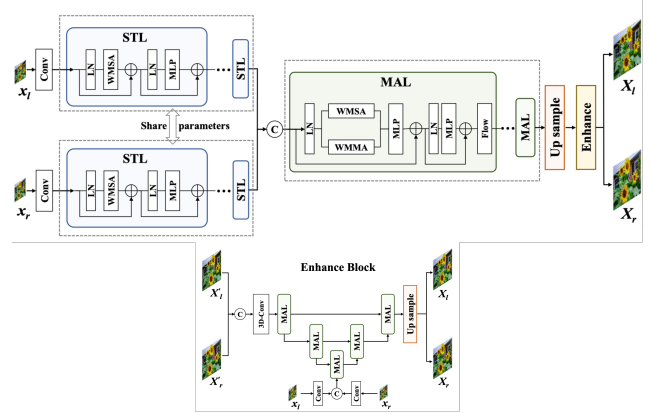 x_l
Conv
STL
LN
WMSA
LN
MLP
STL
Share parameters
x_r
Conv
STL
LN
WMSA
LN
MLP
STL
C
MAL
LN
WMSA
WMMA
MLP
LN
MLP
Flow
MAL
Up sample
Enhance
X_l
X_r
Enhance Block
X'_l
X'_r
C
3D-Conv
MAL
MAL
MAL
MAL
MAL
x_l
Conv
C
Conv
x_r
Up sample
X_l
X_r